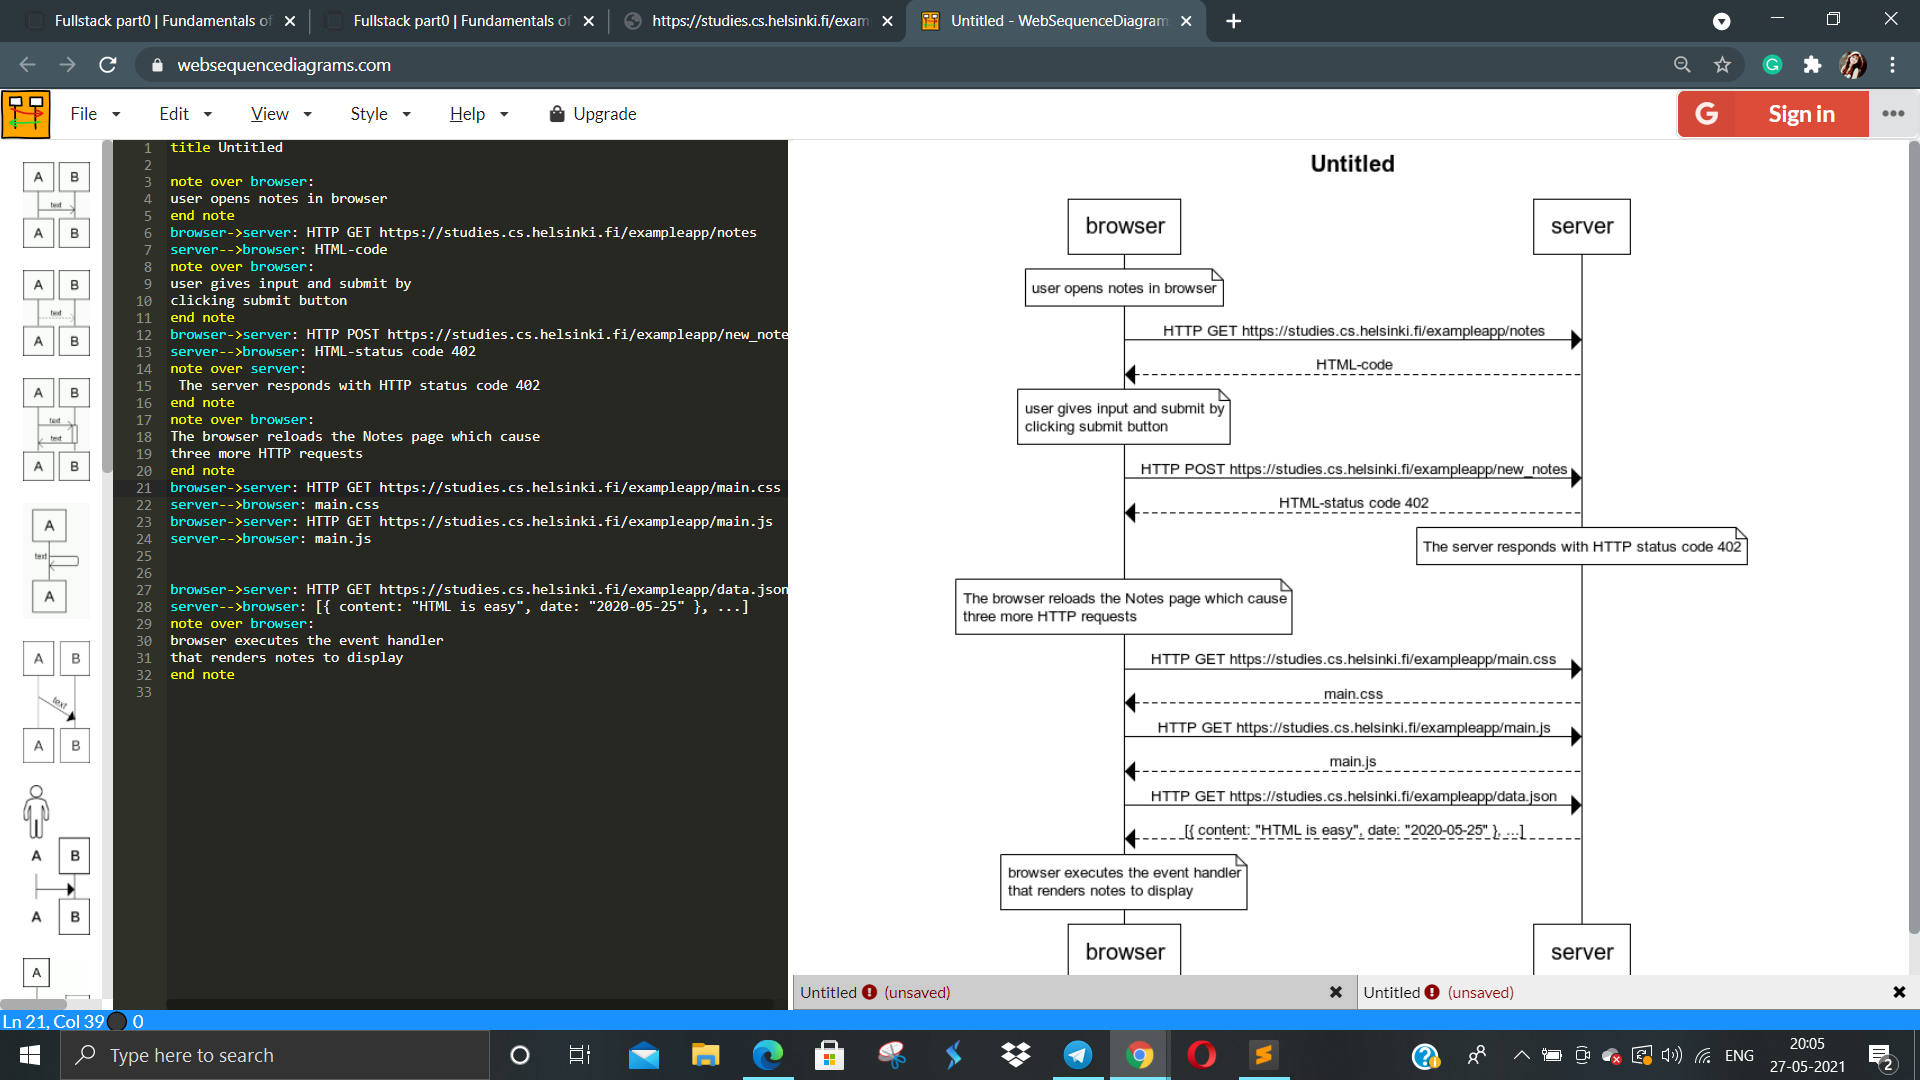 Fullstack part0 | Fundamentals of
Fullstack part0 | Fundamentals of
https://studies.cs.helsinki.fi/exam
Untitled - WebSequenceDiagram
websequencediagrams.com
File Edit View Style Help Upgrade
Sign in
1 title Untitled
2
3 note over browser:
4 user opens notes in browser
5 end note
6 browser->server: HTTP GET https://studies.cs.helsinki.fi/exampleapp/notes
7 server-->browser: HTML-code
8 note over browser:
9 user gives input and submit by
10 clicking submit button
11 end note
12 browser->server: HTTP POST https://studies.cs.helsinki.fi/exampleapp/new_note
13 server-->browser: HTML-status code 402
14 note over server:
15 The server responds with HTTP status code 402
16 end note
17 note over browser:
18 The browser reloads the Notes page which cause
19 three more HTTP requests
20 end note
21 browser->server: HTTP GET https://studies.cs.helsinki.fi/exampleapp/main.css
22 server-->browser: main.css
23 browser->server: HTTP GET https://studies.cs.helsinki.fi/exampleapp/main.js
24 server-->browser: main.js
25
26
27 browser->server: HTTP GET https://studies.cs.helsinki.fi/exampleapp/data.json
28 server-->browser: [{ content: "HTML is easy", date: "2020-05-25" }, ...]
29 note over browser:
30 browser executes the event handler
31 that renders notes to display
32 end note
33
A B
text
A B
A B
text
A B
A B
text
text
A B
A
text
A
A B
text
A B
A B
A B
A
Untitled
browser server
user opens notes in browser
HTTP GET https://studies.cs.helsinki.fi/exampleapp/notes
HTML-code
user gives input and submit by
clicking submit button
HTTP POST https://studies.cs.helsinki.fi/exampleapp/new_notes
HTML-status code 402
The server responds with HTTP status code 402
The browser reloads the Notes page which cause
three more HTTP requests
HTTP GET https://studies.cs.helsinki.fi/exampleapp/main.css
main.css
HTTP GET https://studies.cs.helsinki.fi/exampleapp/main.js
main.js
HTTP GET https://studies.cs.helsinki.fi/exampleapp/data.json
[{ content: "HTML is easy", date: "2020-05-25" }, ...]
browser executes the event handler
that renders notes to display
browser server
Untitled (unsaved)
Untitled (unsaved)
Ln 21, Col 39 0
Type here to search
ENG
20:05
27-05-2021
2